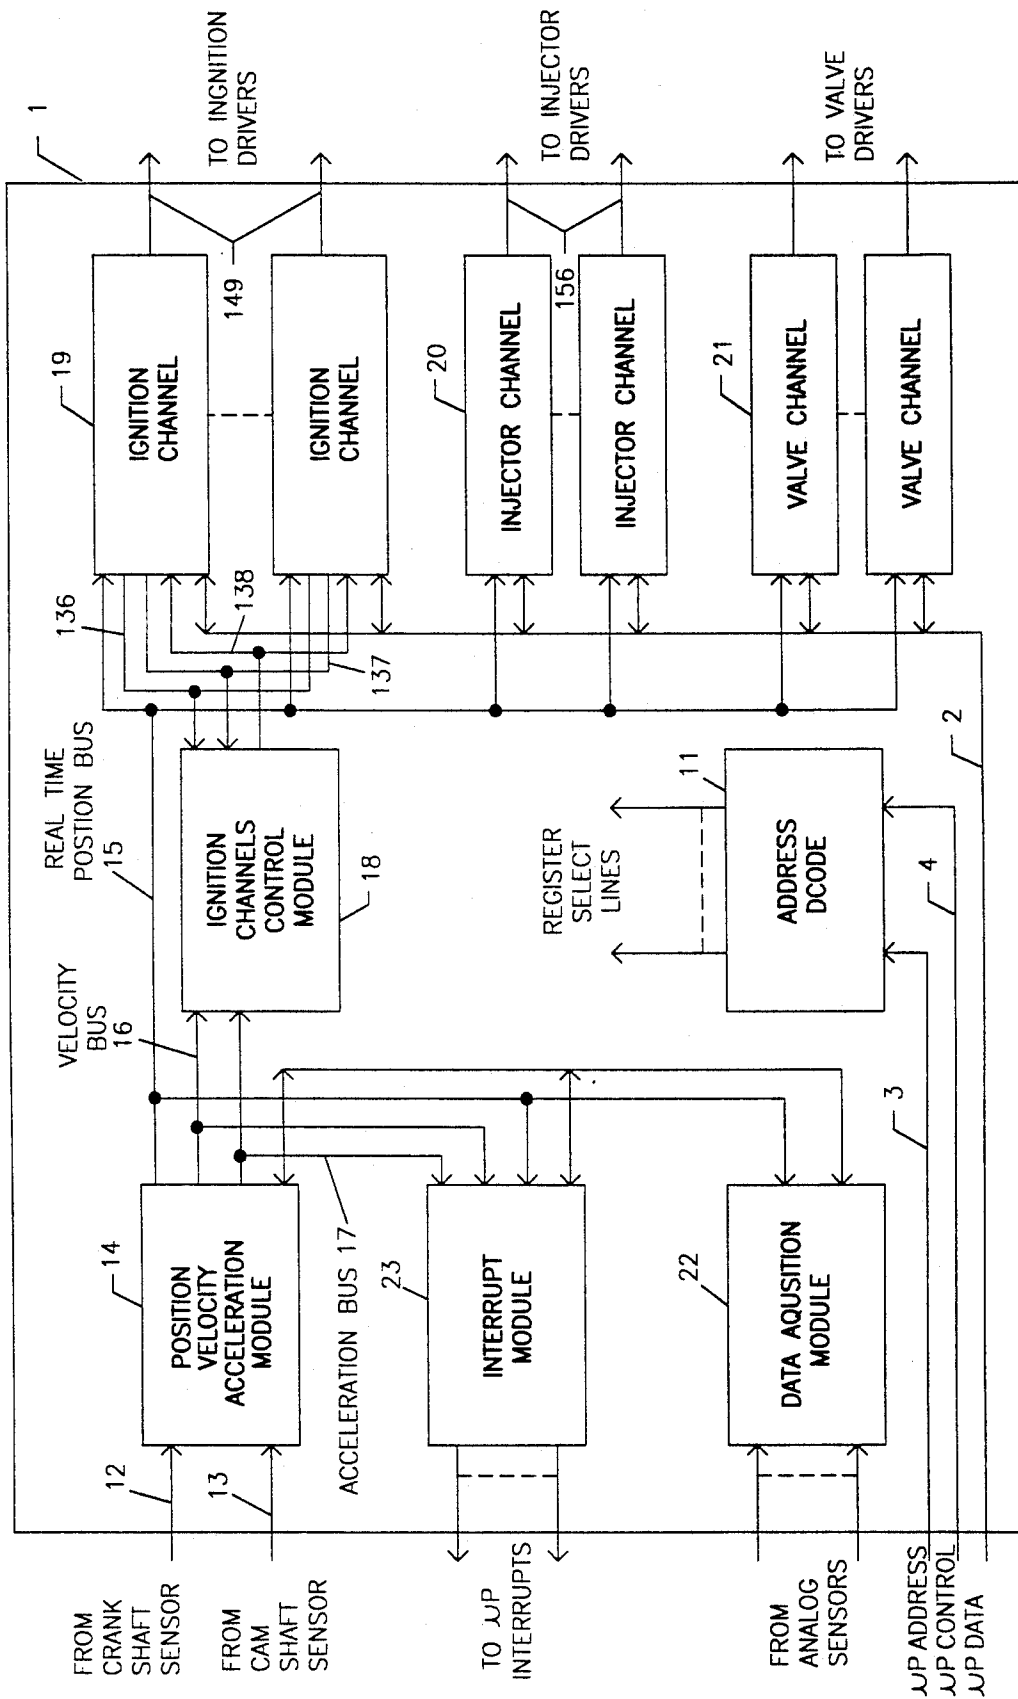 FROM
CRANK
SHAFT
SENSOR
12
FROM
CAM
SHAFT
SENSOR
13
14
POSITION
VELOCITY
ACCELERATION
MODULE
VELOCITY
BUS
16
REAL TIME
POSTION BUS
15
ACCELERATION BUS 17
IGNITION
CHANNELS
CONTROL
MODULE
18
136
138
137
19
IGNITION
CHANNEL
IGNITION
CHANNEL
149
TO INGNITION
DRIVERS
1
TO µP
INTERRUPTS
23
INTERRUPT
MODULE
REGISTER
SELECT
LINES
20
INJECTOR CHANNEL
INJECTOR CHANNEL
156
TO INJECTOR
DRIVERS
FROM
ANALOG
SENSORS
22
DATA AQUSITION
MODULE
11
ADDRESS
DCODE
21
VALVE CHANNEL
VALVE CHANNEL
TO VALVE
DRIVERS
µP ADDRESS
3
µP CONTROL
4
µP DATA
2